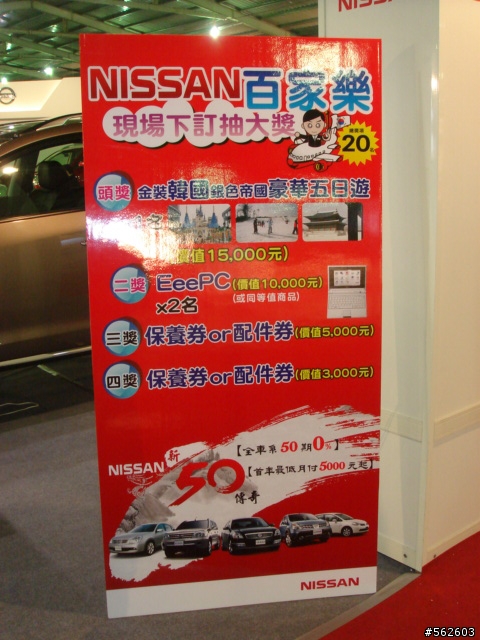 NISSAN
NISSAN百家樂
現場下訂抽大獎
20
頭獎 金裝韓國銀色帝國豪華五日遊
名
價值15,000元)
二獎 EeePC(價值10,000元)
x2名 (或同等值商品)
三獎 保養券or配件券(價值5,000元)
四獎 保養券or配件券(價值3,000元)
【全車系50期0%】
【首年最低月付5000元起】
NISSAN 新
50
傳奇
NISSAN
#562603